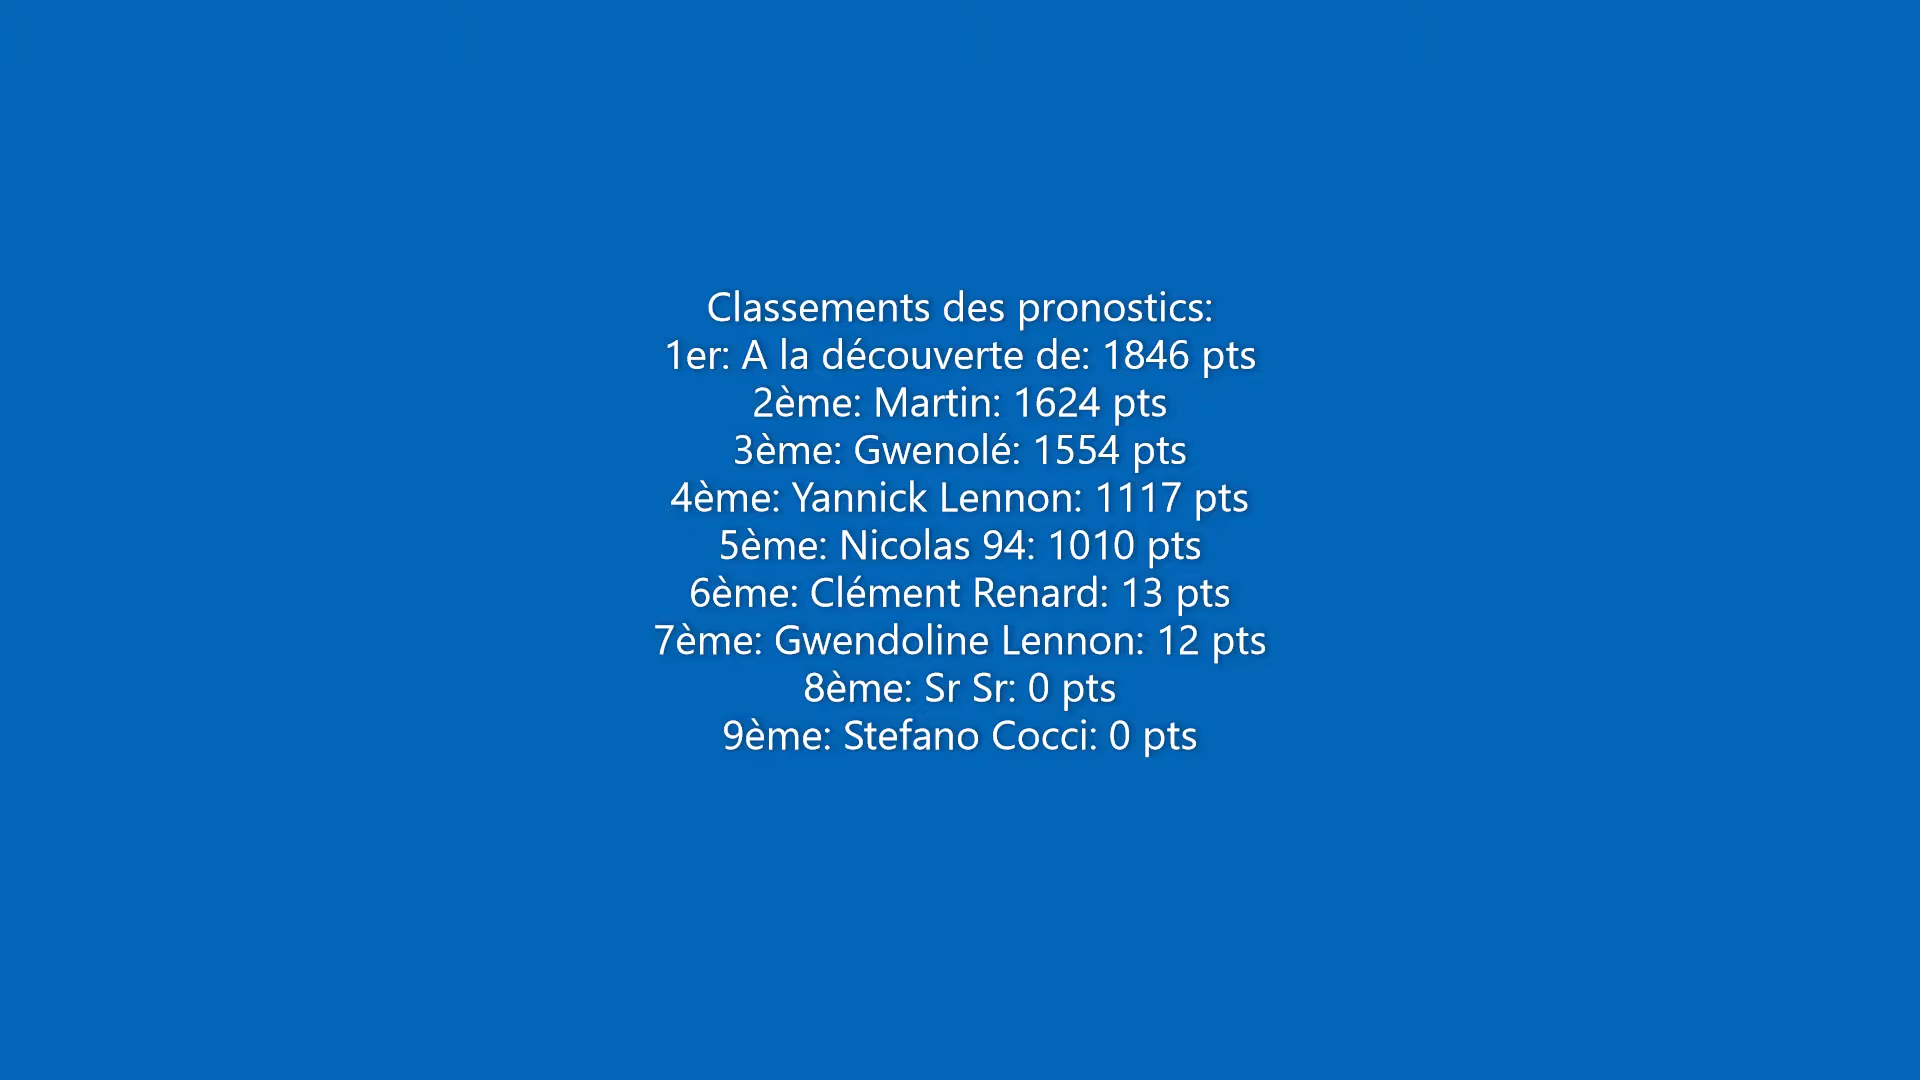 Classements des pronostics:
1er: A la découverte de: 1846 pts
2ème: Martin: 1624 pts
3ème: Gwenolé: 1554 pts
4ème: Yannick Lennon: 1117 pts
5ème: Nicolas 94: 1010 pts
6ème: Clément Renard: 13 pts
7ème: Gwendoline Lennon: 12 pts
8ème: Sr Sr: 0 pts
9ème: Stefano Cocci: 0 pts